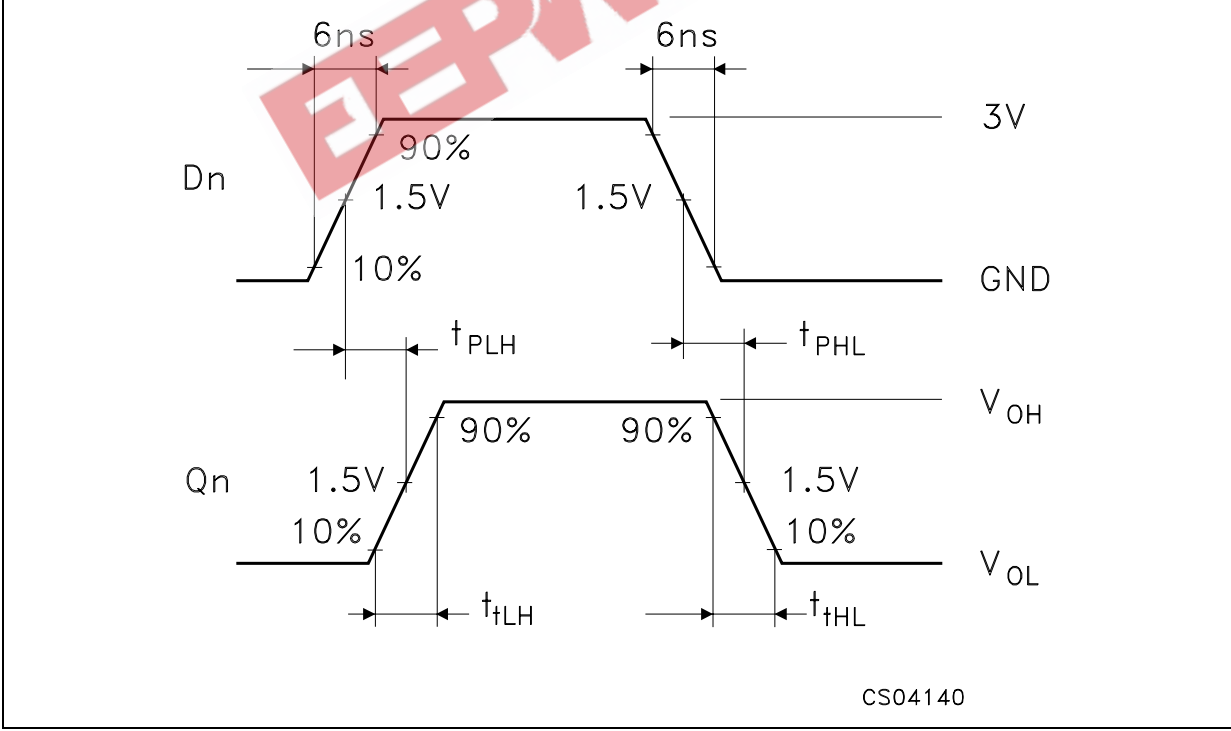 6ns 6ns
3V
90%
Dn 1.5V 1.5V
10% GND
tPLH tPHL
VOH
90% 90%
Qn 1.5V 1.5V
10% 10%
VOL
ttLH ttHL
CS04140